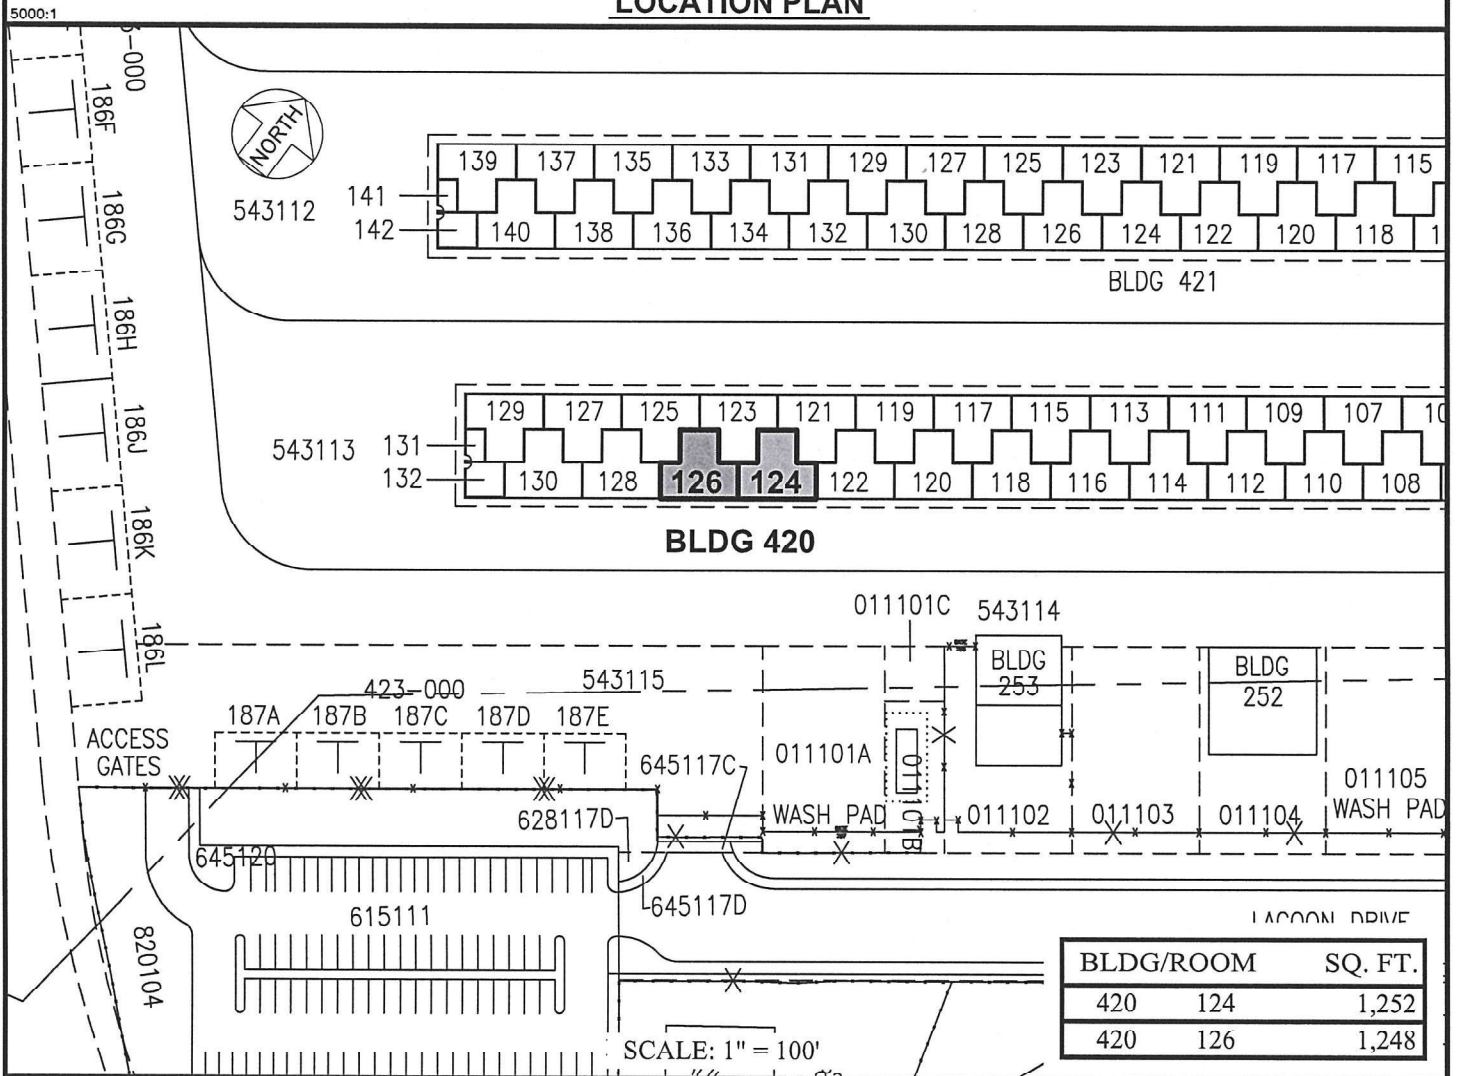 LOCATION PLAN
5000:1
-000
186F
186G
186H
186J
186K
186L
NORTH
543112
139 137 135 133 131 129 127 125 123 121 119 117 115
141
142
140 138 136 134 132 130 128 126 124 122 120 118
BLDG 421
129 127 125 123 121 119 117 115 113 111 109 107
543113
131
132
130 128 126 124 122 120 118 116 114 112 110 108
BLDG 420
011101C 543114
BLDG
253
BLDG
252
423-000 543115
187A 187B 187C 187D 187E
ACCESS
GATES
645117C
011101A
011101B
011105
WASH PAD
628117D
WASH PAD
011102 011103 011104
645120
645117D
615111
820104
LAGOON DRIVE
BLDG/ROOM SQ. FT.
420 124 1,252
420 126 1,248
SCALE: 1" = 100'